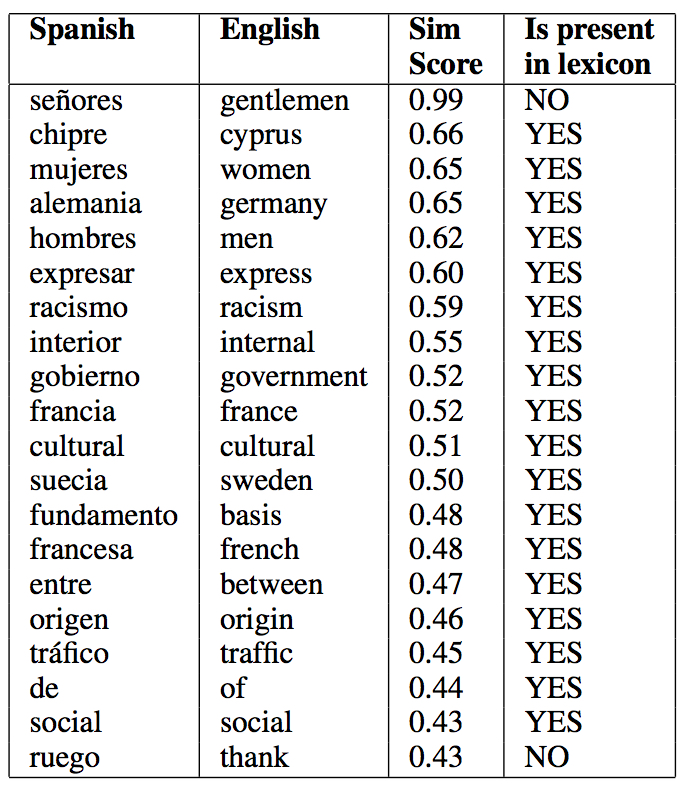 Spanish English Sim Score Is present in lexicon
señores gentlemen 0.99 NO
chipre cyprus 0.66 YES
mujeres women 0.65 YES
alemania germany 0.65 YES
hombres men 0.62 YES
expresar express 0.60 YES
racismo racism 0.59 YES
interior internal 0.55 YES
gobierno government 0.52 YES
francia france 0.52 YES
cultural cultural 0.51 YES
suecia sweden 0.50 YES
fundamento basis 0.48 YES
francesa french 0.48 YES
entre between 0.47 YES
origen origin 0.46 YES
tráfico traffic 0.45 YES
de of 0.44 YES
social social 0.43 YES
ruego thank 0.43 NO